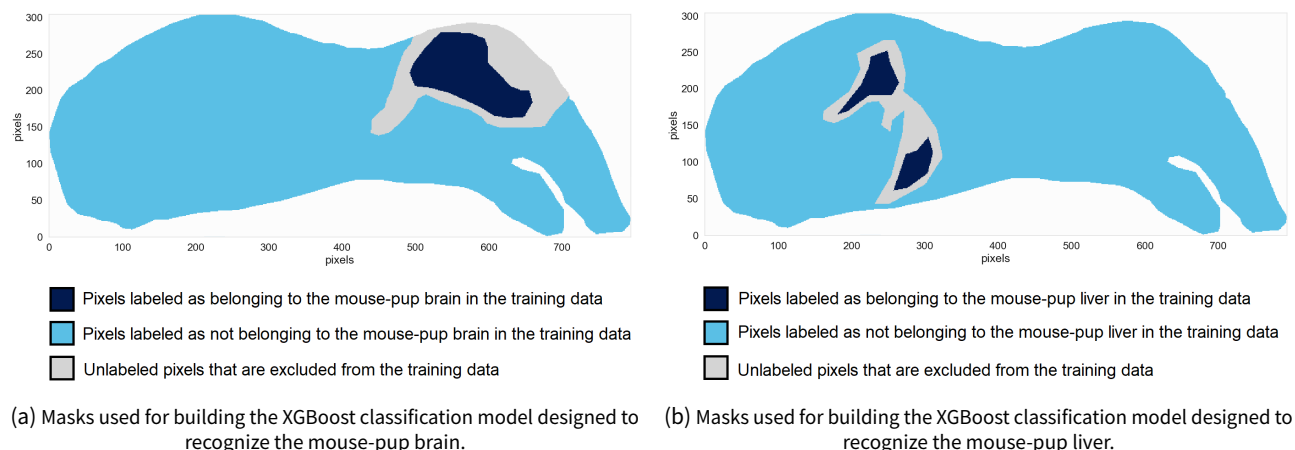 300
250
200
150
100
50
0
pixels
0 100 200 300 400 500 600 700
pixels
Pixels labeled as belonging to the mouse-pup brain in the training data
Pixels labeled as not belonging to the mouse-pup brain in the training data
Unlabeled pixels that are excluded from the training data
(a) Masks used for building the XGBoost classification model designed to
recognize the mouse-pup brain.
300
250
200
150
100
50
0
pixels
0 100 200 300 400 500 600 700
pixels
Pixels labeled as belonging to the mouse-pup liver in the training data
Pixels labeled as not belonging to the mouse-pup liver in the training data
Unlabeled pixels that are excluded from the training data
(b) Masks used for building the XGBoost classification model designed to
recognize the mouse-pup liver.